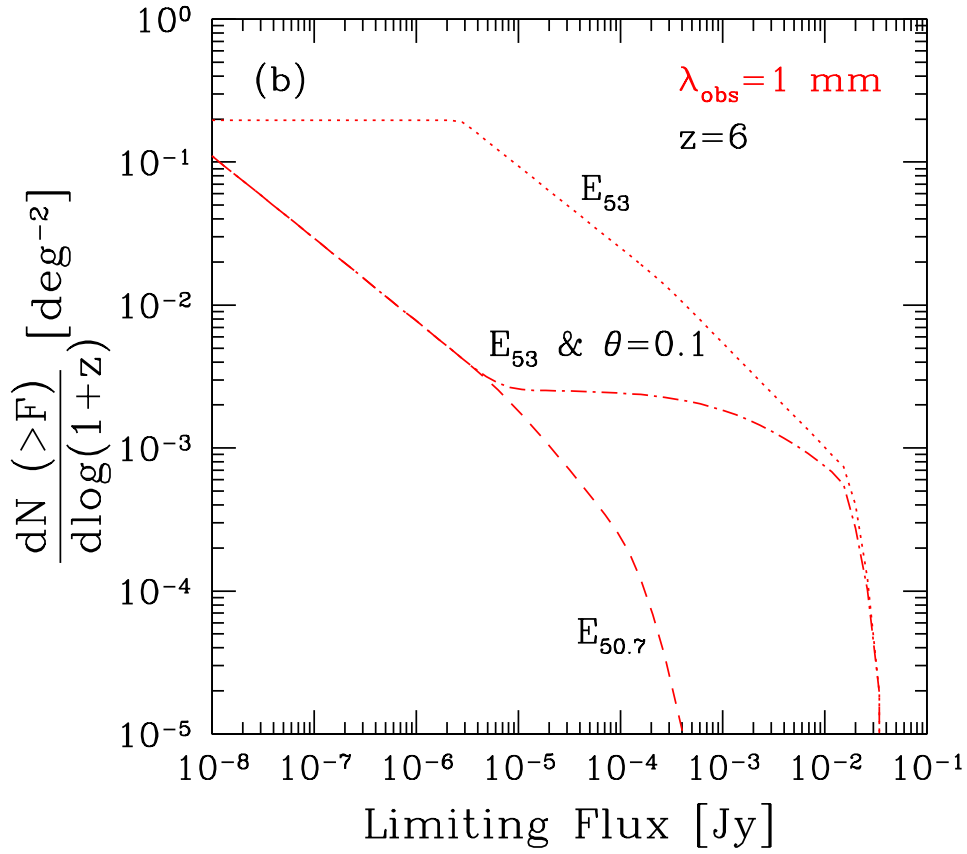 10⁰
(b)
λobs=1 mm
z=6
10⁻¹
E₅₃
10⁻²
E₅₃ & θ=0.1
10⁻³
10⁻⁴
E₅₀.₇
10⁻⁵
10⁻⁸ 10⁻⁷ 10⁻⁶ 10⁻⁵ 10⁻⁴ 10⁻³ 10⁻² 10⁻¹
Limiting Flux [Jy]
dN (>F)
dlog(1+z)
[deg⁻²]